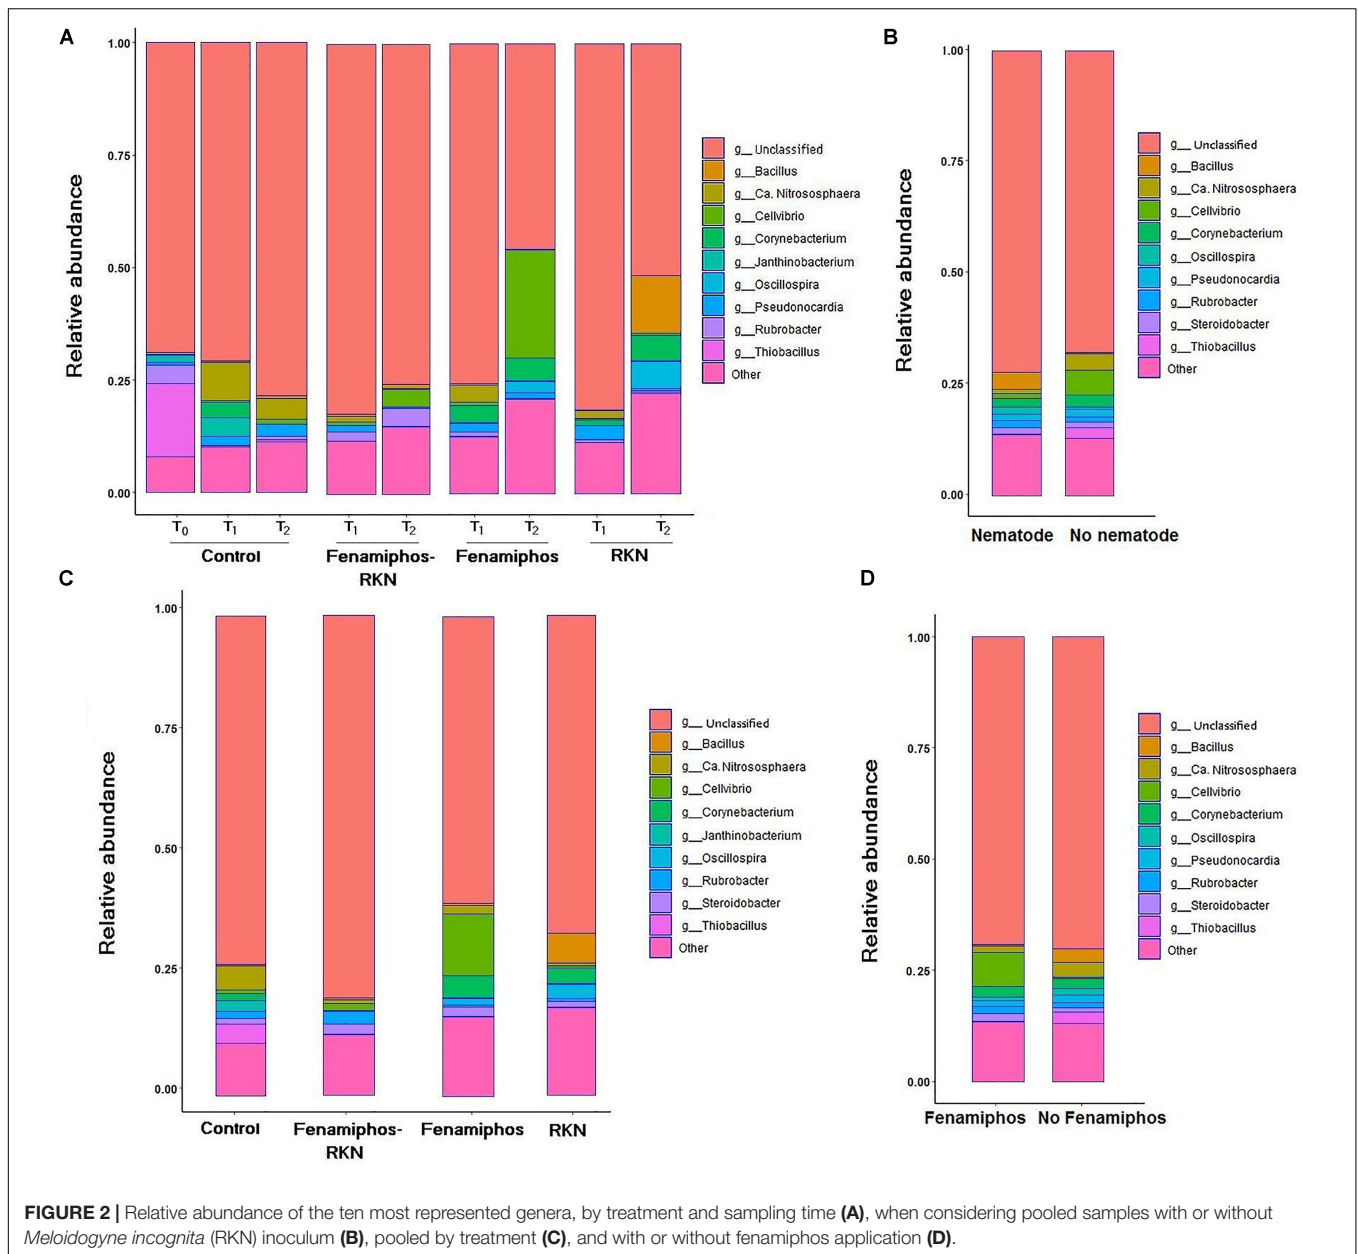 A
Relative abundance
1.00
0.75
0.50
0.25
0.00
T0 T1 T2 T1 T2 T1 T2 T1 T2
Control Fenamiphos-RKN Fenamiphos RKN
g__Unclassified
g__Bacillus
g__Ca. Nitrososphaera
g__Cellvibrio
g__Corynebacterium
g__Janthinobacterium
g__Oscillospira
g__Pseudonocardia
g__Rubrobacter
g__Thiobacillus
Other
B
Relative abundance
1.00
0.75
0.50
0.25
0.00
Nematode No nematode
g__Unclassified
g__Bacillus
g__Ca. Nitrososphaera
g__Cellvibrio
g__Corynebacterium
g__Oscillospira
g__Pseudonocardia
g__Rubrobacter
g__Steroidobacter
g__Thiobacillus
Other
C
Relative abundance
1.00
0.75
0.50
0.25
0.00
Control Fenamiphos-RKN Fenamiphos RKN
g__Unclassified
g__Bacillus
g__Ca. Nitrososphaera
g__Cellvibrio
g__Corynebacterium
g__Janthinobacterium
g__Oscillospira
g__Rubrobacter
g__Steroidobacter
g__Thiobacillus
Other
D
Relative abundance
1.00
0.75
0.50
0.25
0.00
Fenamiphos No Fenamiphos
g__Unclassified
g__Bacillus
g__Ca. Nitrososphaera
g__Cellvibrio
g__Corynebacterium
g__Oscillospira
g__Pseudonocardia
g__Rubrobacter
g__Steroidobacter
g__Thiobacillus
Other
FIGURE 2 | Relative abundance of the ten most represented genera, by treatment and sampling time (A), when considering pooled samples with or without
Meloidogyne incognita (RKN) inoculum (B), pooled by treatment (C), and with or without fenamiphos application (D).